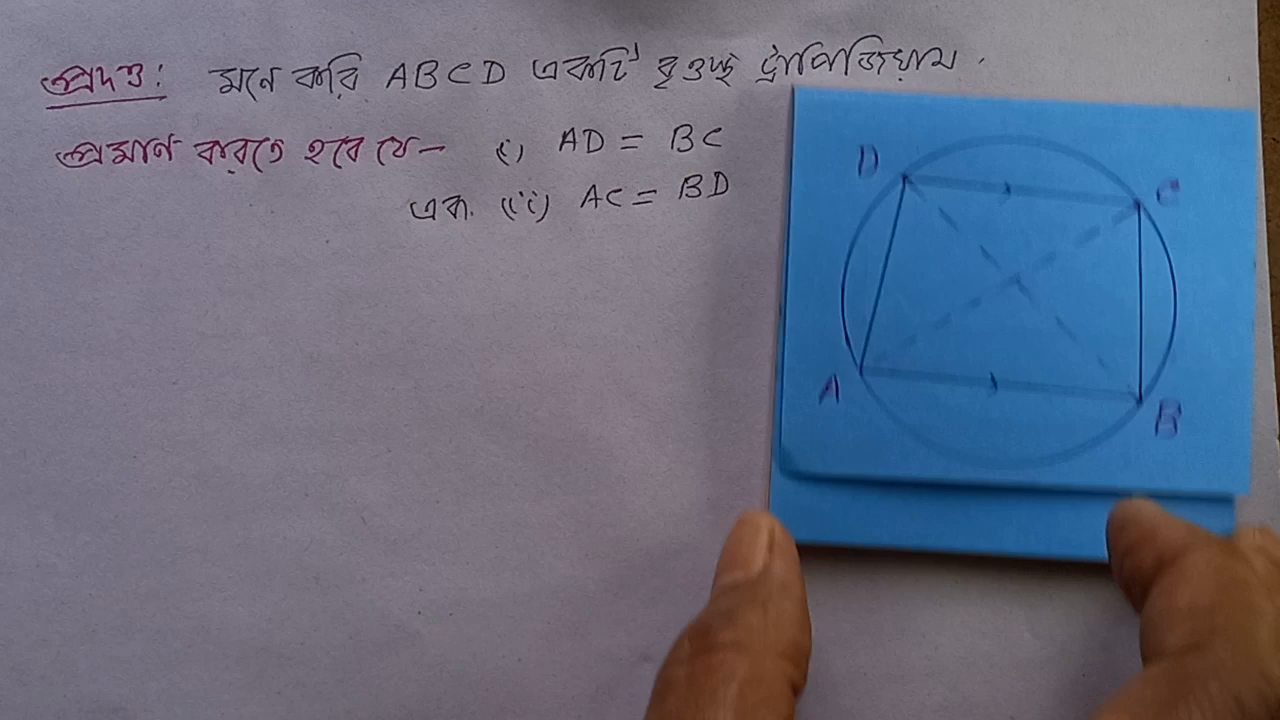 প্রদত্ত: মনে করি ABCD একটি বৃত্তস্থ ট্রাপিজিয়াম.
প্রমাণ করতে হবে যে— (i) AD = BC
এবং (ii) AC = BD
D C
A B